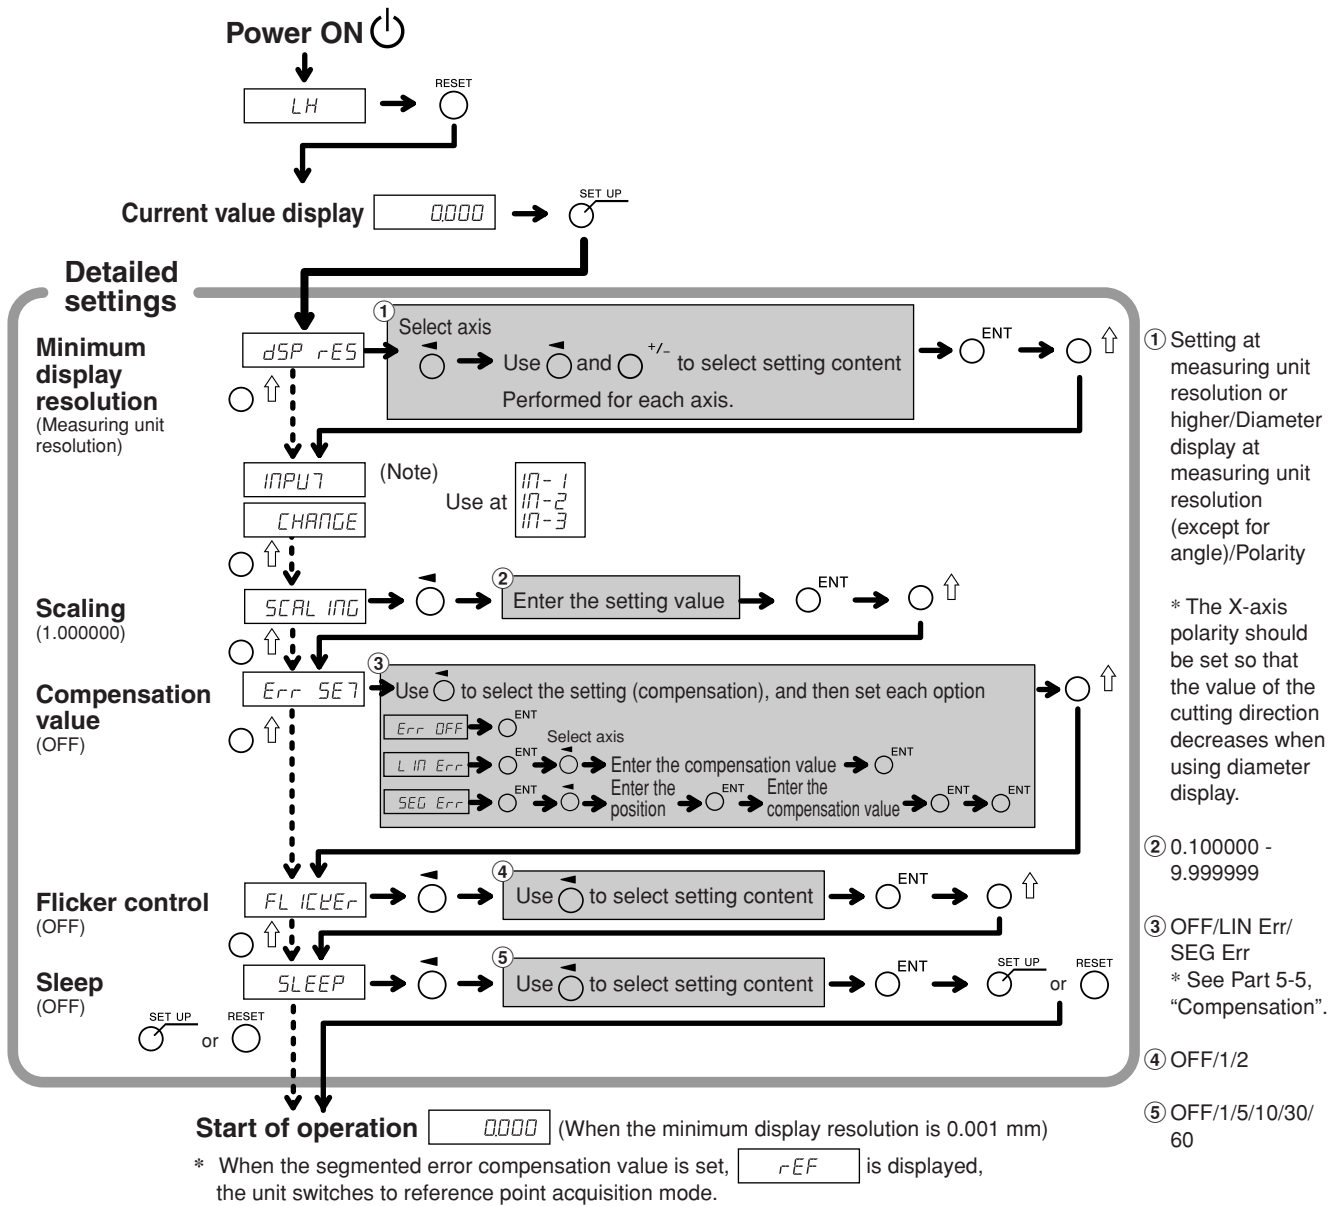 Power ON
LH
RESET
Current value display
0.000
SET UP
Detailed
settings
Minimum
display
resolution
(Measuring unit
resolution)
dSP rES
1
Select axis
Use and +/- to select setting content
Performed for each axis.
ENT
INPUT
CHANGE
(Note)
Use at
IN-1
IN-2
IN-3
Scaling
(1.000000)
SCALING
2
Enter the setting value
ENT
Compensation
value
(OFF)
Err SET
3
Use to select the setting (compensation), and then set each option
Err OFF
ENT
Select axis
LIN Err
ENT
Enter the compensation value
ENT
SEG Err
ENT
Enter the
position
ENT
Enter the
compensation value
ENT
ENT
Flicker control
(OFF)
FLICKEr
4
Use to select setting content
ENT
Sleep
(OFF)
SLEEP
5
Use to select setting content
ENT
SET UP
or
RESET
SET UP
or
RESET
Start of operation
0.000
(When the minimum display resolution is 0.001 mm)
* When the segmented error compensation value is set, rEF is displayed,
the unit switches to reference point acquisition mode.
1 Setting at
measuring unit
resolution or
higher/Diameter
display at
measuring unit
resolution
(except for
angle)/Polarity
* The X-axis
polarity should
be set so that
the value of the
cutting direction
decreases when
using diameter
display.
2 0.100000 -
9.999999
3 OFF/LIN Err/
SEG Err
* See Part 5-5,
“Compensation”.
4 OFF/1/2
5 OFF/1/5/10/30/
60